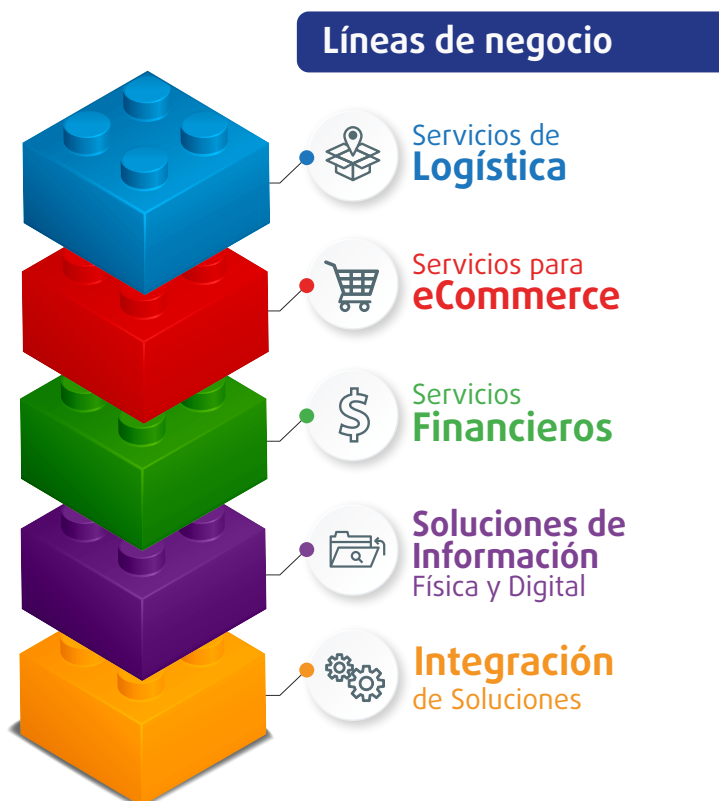 Líneas de negocio
Servicios de
Logística
Servicios para
eCommerce
Servicios
Financieros
Soluciones de
Información
Física y Digital
Integración
de Soluciones